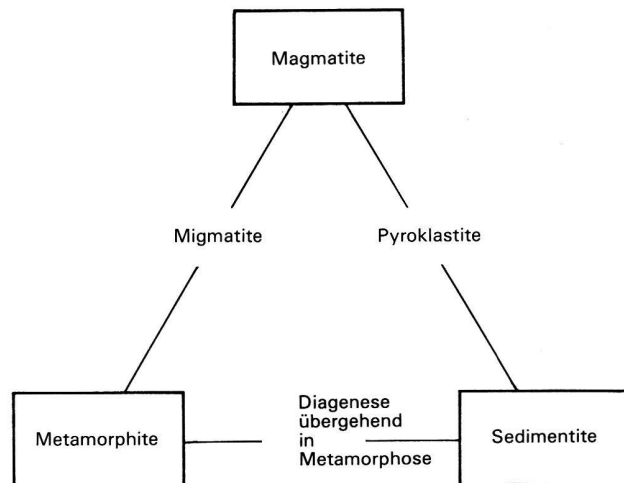 Magmatite
Migmatite
Pyroklastite
Metamorphite
Diagenese
übergehend
in
Metamorphose
Sedimentite